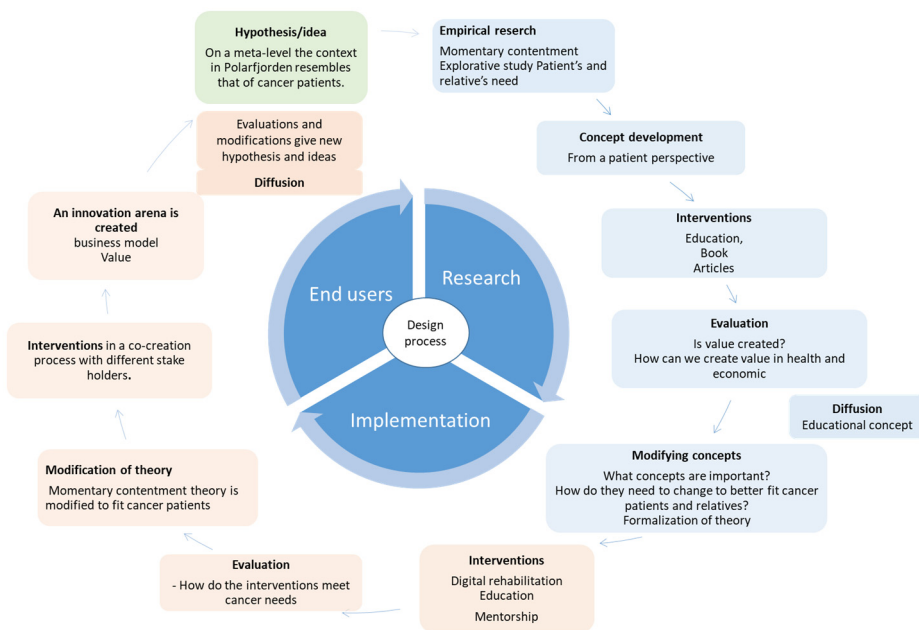 Hypothesis/idea
On a meta-level the context
in Polarfjorden resembles
that of cancer patients.
Empirical reserch
Momentary contentment
Explorative study Patient's and
relative's need
Concept development
From a patient perspective
Interventions
Education,
Book
Articles
Evaluation
Is value created?
How can we create value in health and
economic
Diffusion
Educational concept
Modifying concepts
What concepts are important?
How do they need to change to better fit cancer
patients and relatives?
Formalization of theory
Interventions
Digital rehabilitation
Education
Mentorship
Evaluation
- How do the interventions meet
cancer needs
Modification of theory
Momentary contentment theory is
modified to fit cancer patients
Interventions in a co-creation
process with different stake
holders.
An innovation arena is
created
business model
Value
Evaluations and
modifications give new
hypothesis and ideas
Diffusion
End users
Research
Design
process
Implementation